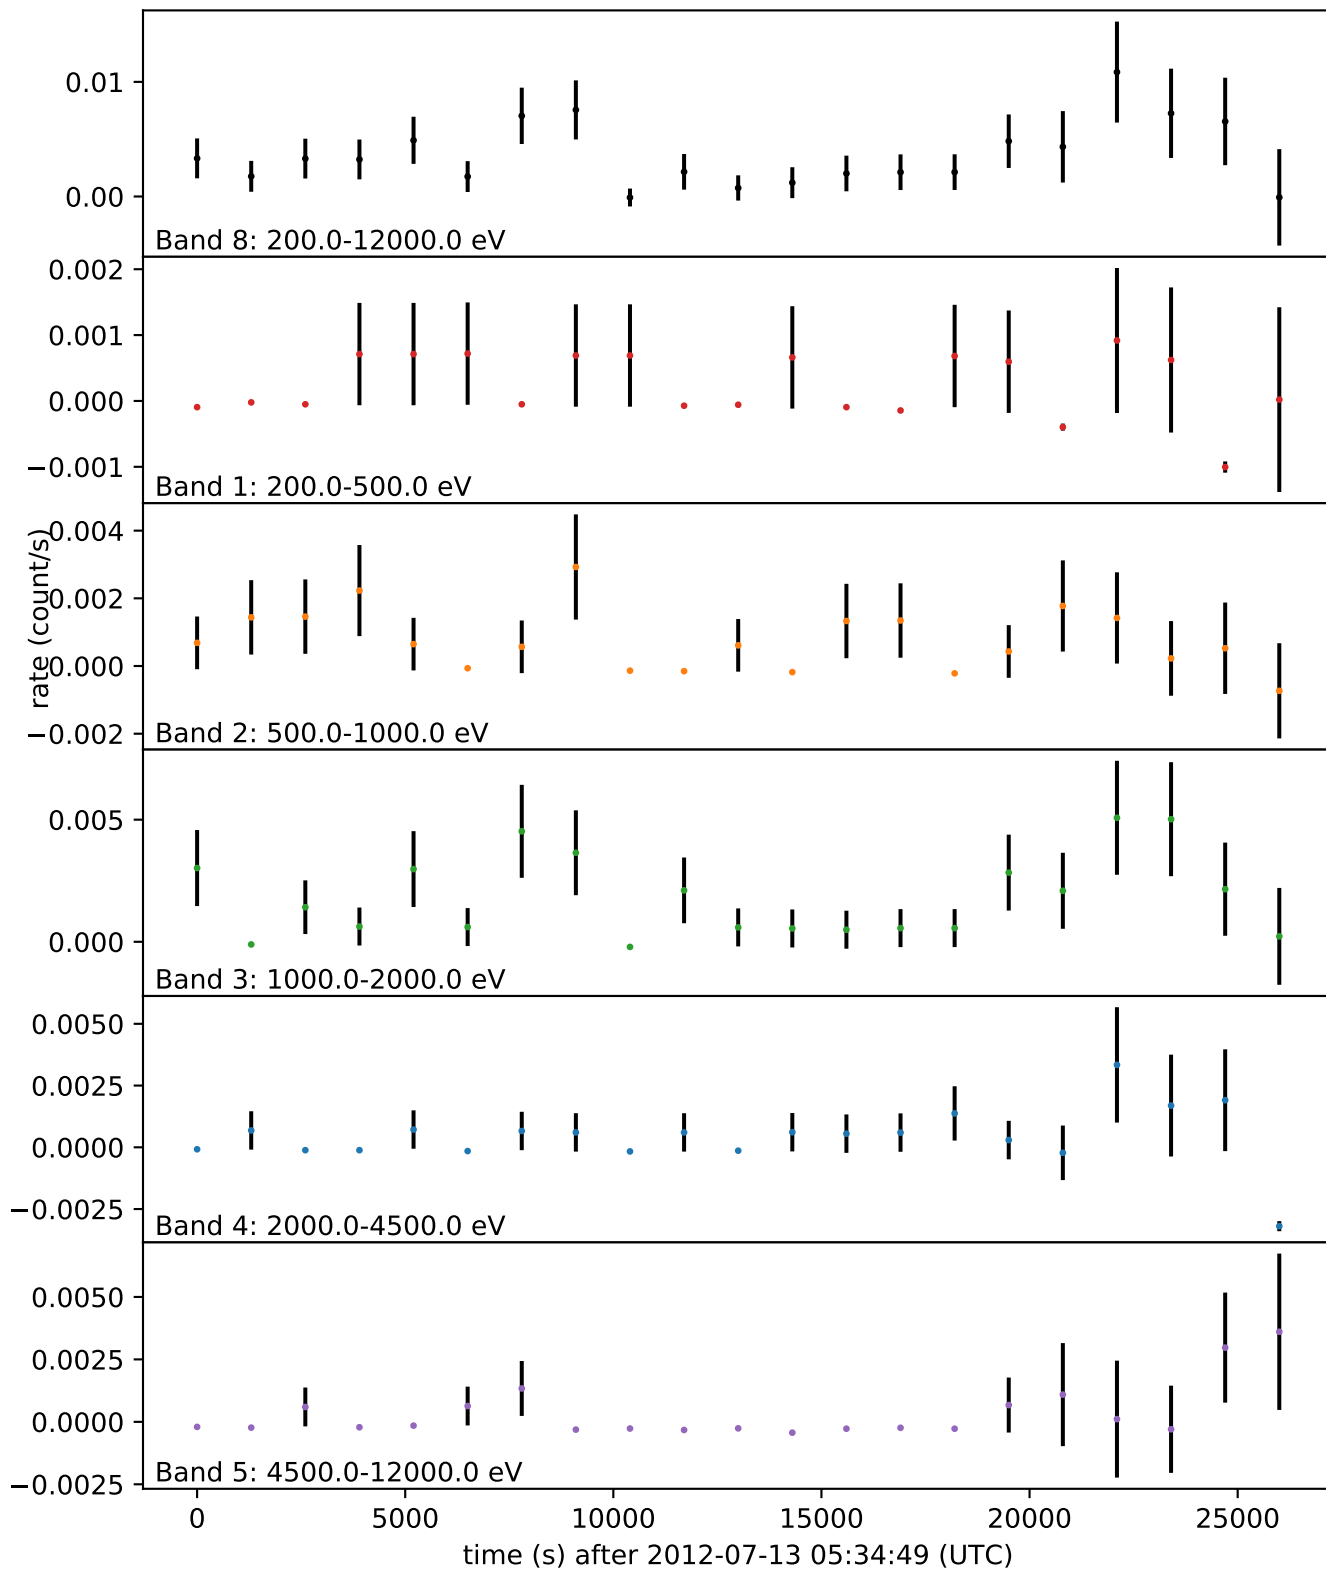 0.01
0.00
Band 8: 200.0-12000.0 eV
0.002
0.001
0.000
−0.001
Band 1: 200.0-500.0 eV
0.004
0.002
0.000
−0.002
rate (count/s)
Band 2: 500.0-1000.0 eV
0.005
0.000
Band 3: 1000.0-2000.0 eV
0.0050
0.0025
0.0000
−0.0025
Band 4: 2000.0-4500.0 eV
0.0050
0.0025
0.0000
−0.0025
Band 5: 4500.0-12000.0 eV
0 5000 10000 15000 20000 25000
time (s) after 2012-07-13 05:34:49 (UTC)